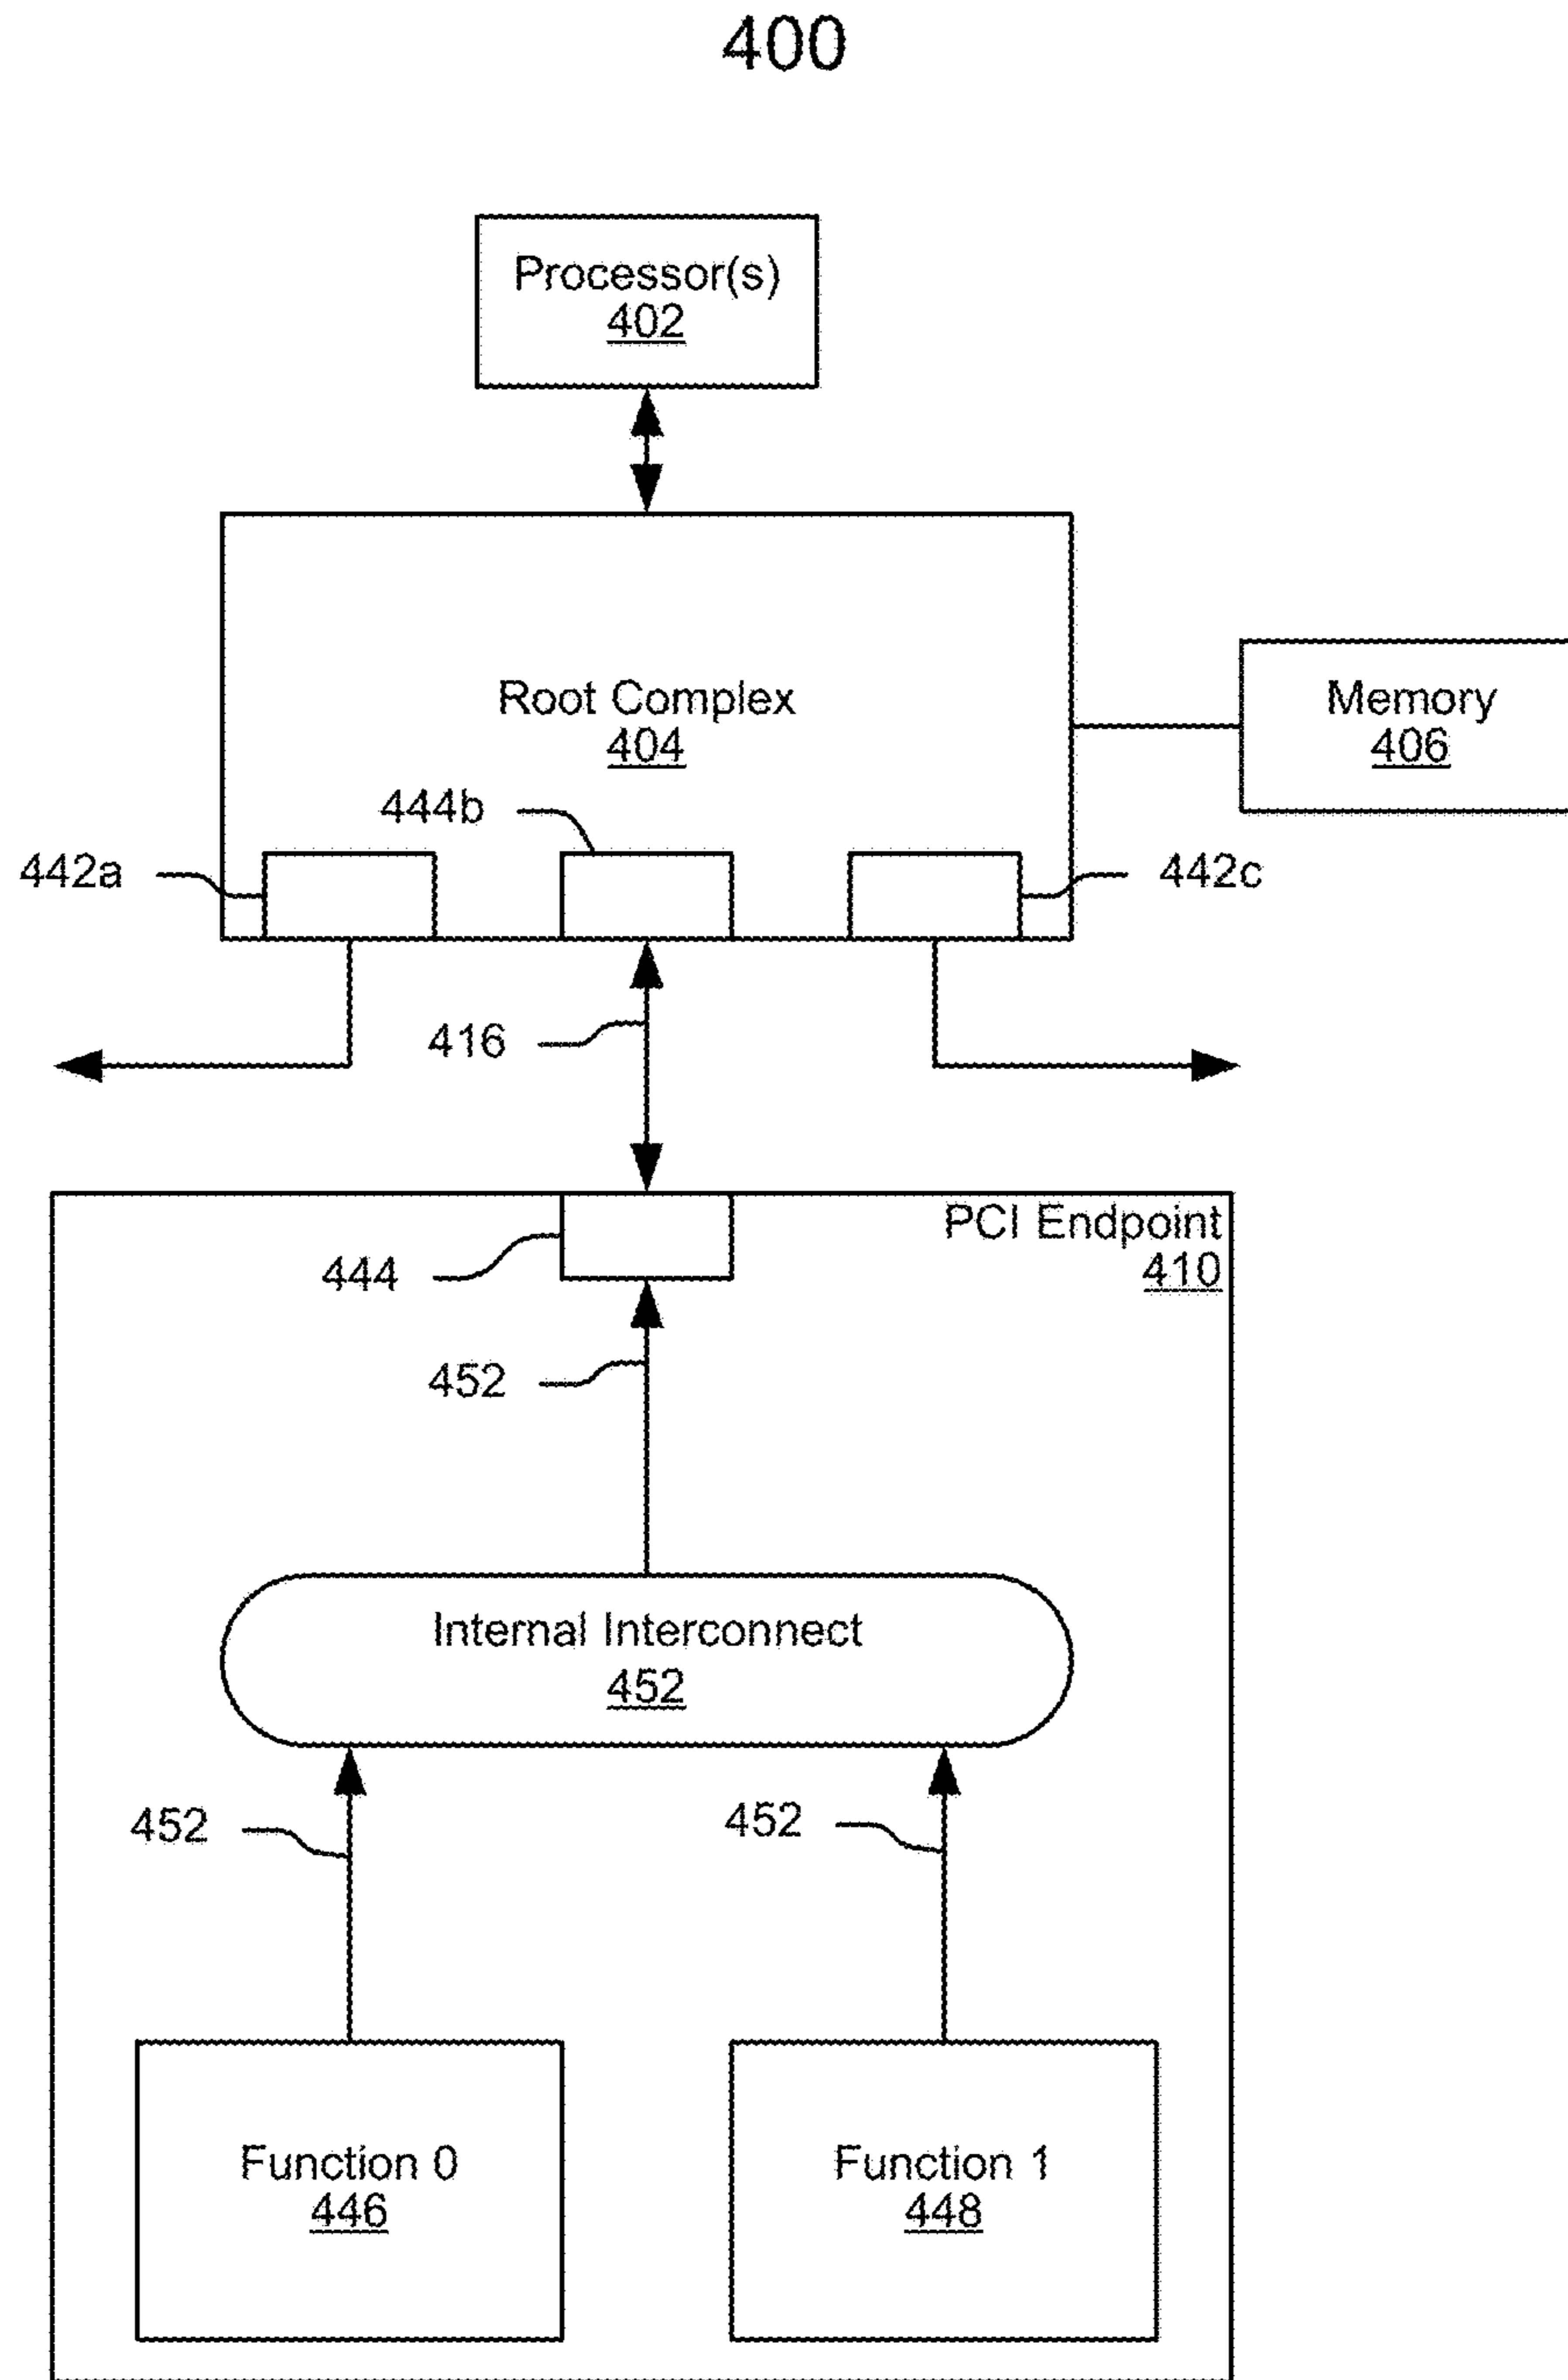 400
Processor(s)
402
Root Complex
404
Memory
406
444b
442a
442c
416
PCI Endpoint
410
444
452
Internal Interconnect
452
452
452
Function 0
446
Function 1
448